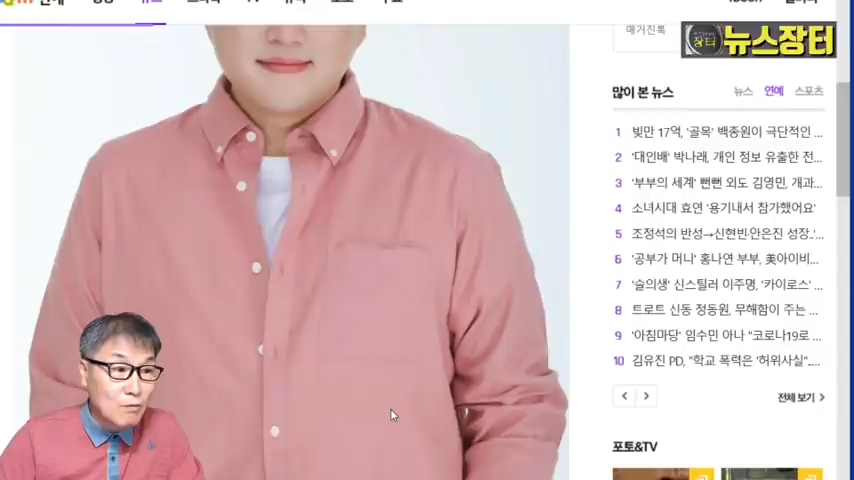 매거진톡
장터
뉴스장터
많이 본 뉴스
뉴스 연예 스포츠
1 빚만 17억, '골목' 백종원이 극단적인 ...
2 '대인배' 박나래, 개인 정보 유출한 전...
3 '부부의 세계' 뻔뻔 외도 김영민, 개과...
4 소녀시대 효연 '용기내서 참가했어요'
5 조정석의 반성→신현빈·안은진 성장..'...
6 '공부가 머니' 홍나연 부부, 美아이비...
7 '슬의생' 신스틸러 이주명, '카이로스' ...
8 트로트 신동 정동원, 무해함이 주는 ...
9 '아침마당' 임수민 아나 "코로나19로 ...
10 김유진 PD, "학교 폭력은 '허위사실"....
전체 보기 >
포토&TV